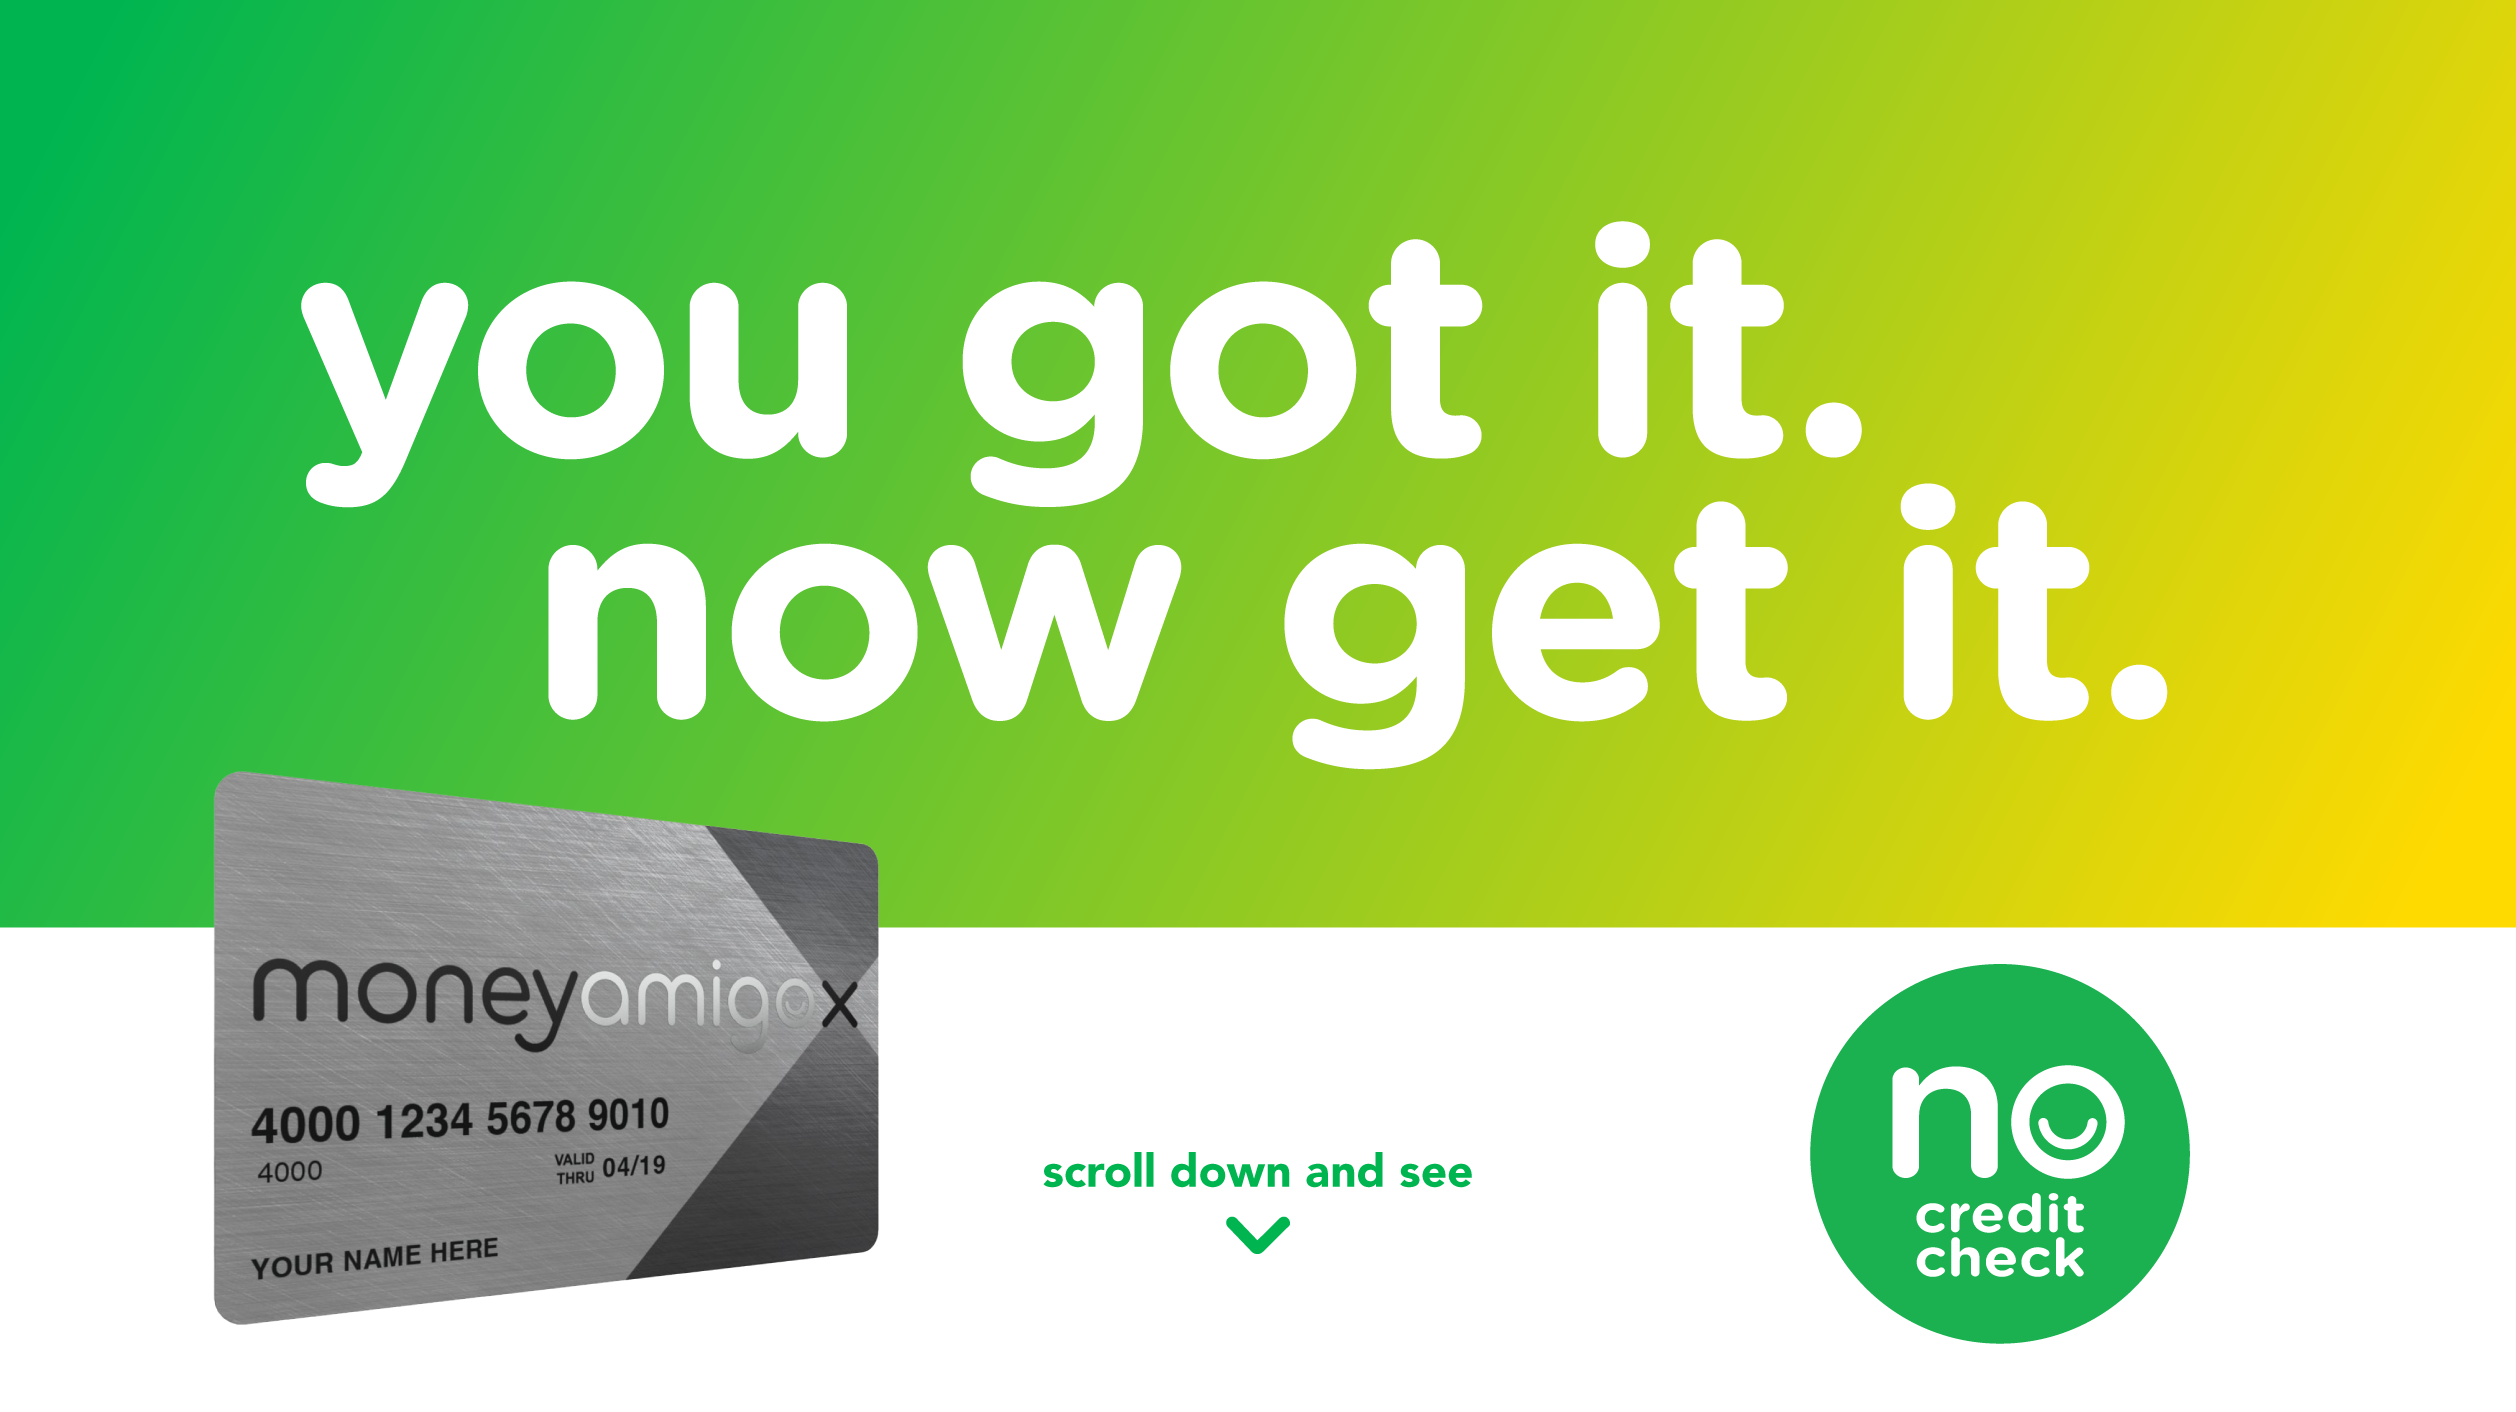 you got it.
now get it.
moneyamigox
4000 1234 5678 9010
4000
VALID
THRU 04/19
YOUR NAME HERE
scroll down and see
no
credit
check